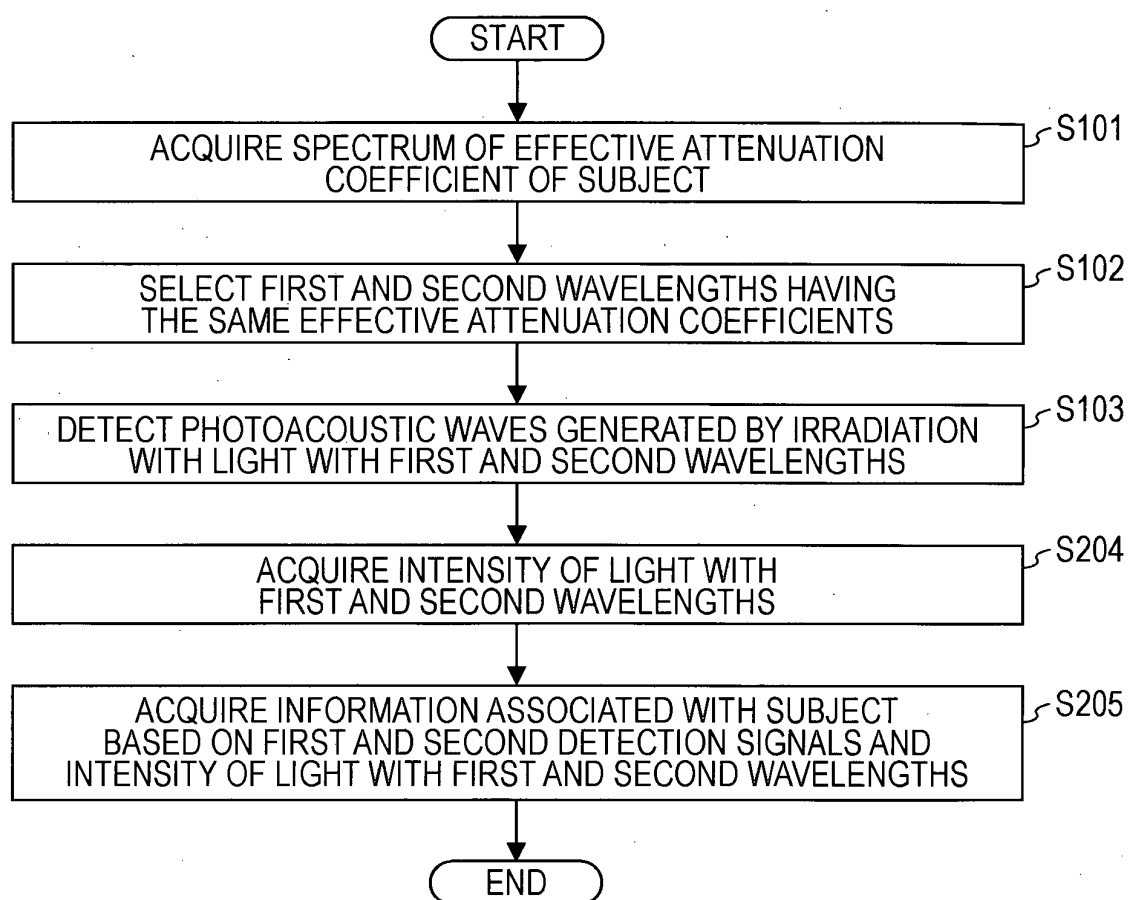 START
ACQUIRE SPECTRUM OF EFFECTIVE ATTENUATION
COEFFICIENT OF SUBJECT
S101
SELECT FIRST AND SECOND WAVELENGTHS HAVING
THE SAME EFFECTIVE ATTENUATION COEFFICIENTS
S102
DETECT PHOTOACOUSTIC WAVES GENERATED BY IRRADIATION
WITH LIGHT WITH FIRST AND SECOND WAVELENGTHS
S103
ACQUIRE INTENSITY OF LIGHT WITH
FIRST AND SECOND WAVELENGTHS
S204
ACQUIRE INFORMATION ASSOCIATED WITH SUBJECT
BASED ON FIRST AND SECOND DETECTION SIGNALS AND
INTENSITY OF LIGHT WITH FIRST AND SECOND WAVELENGTHS
S205
END